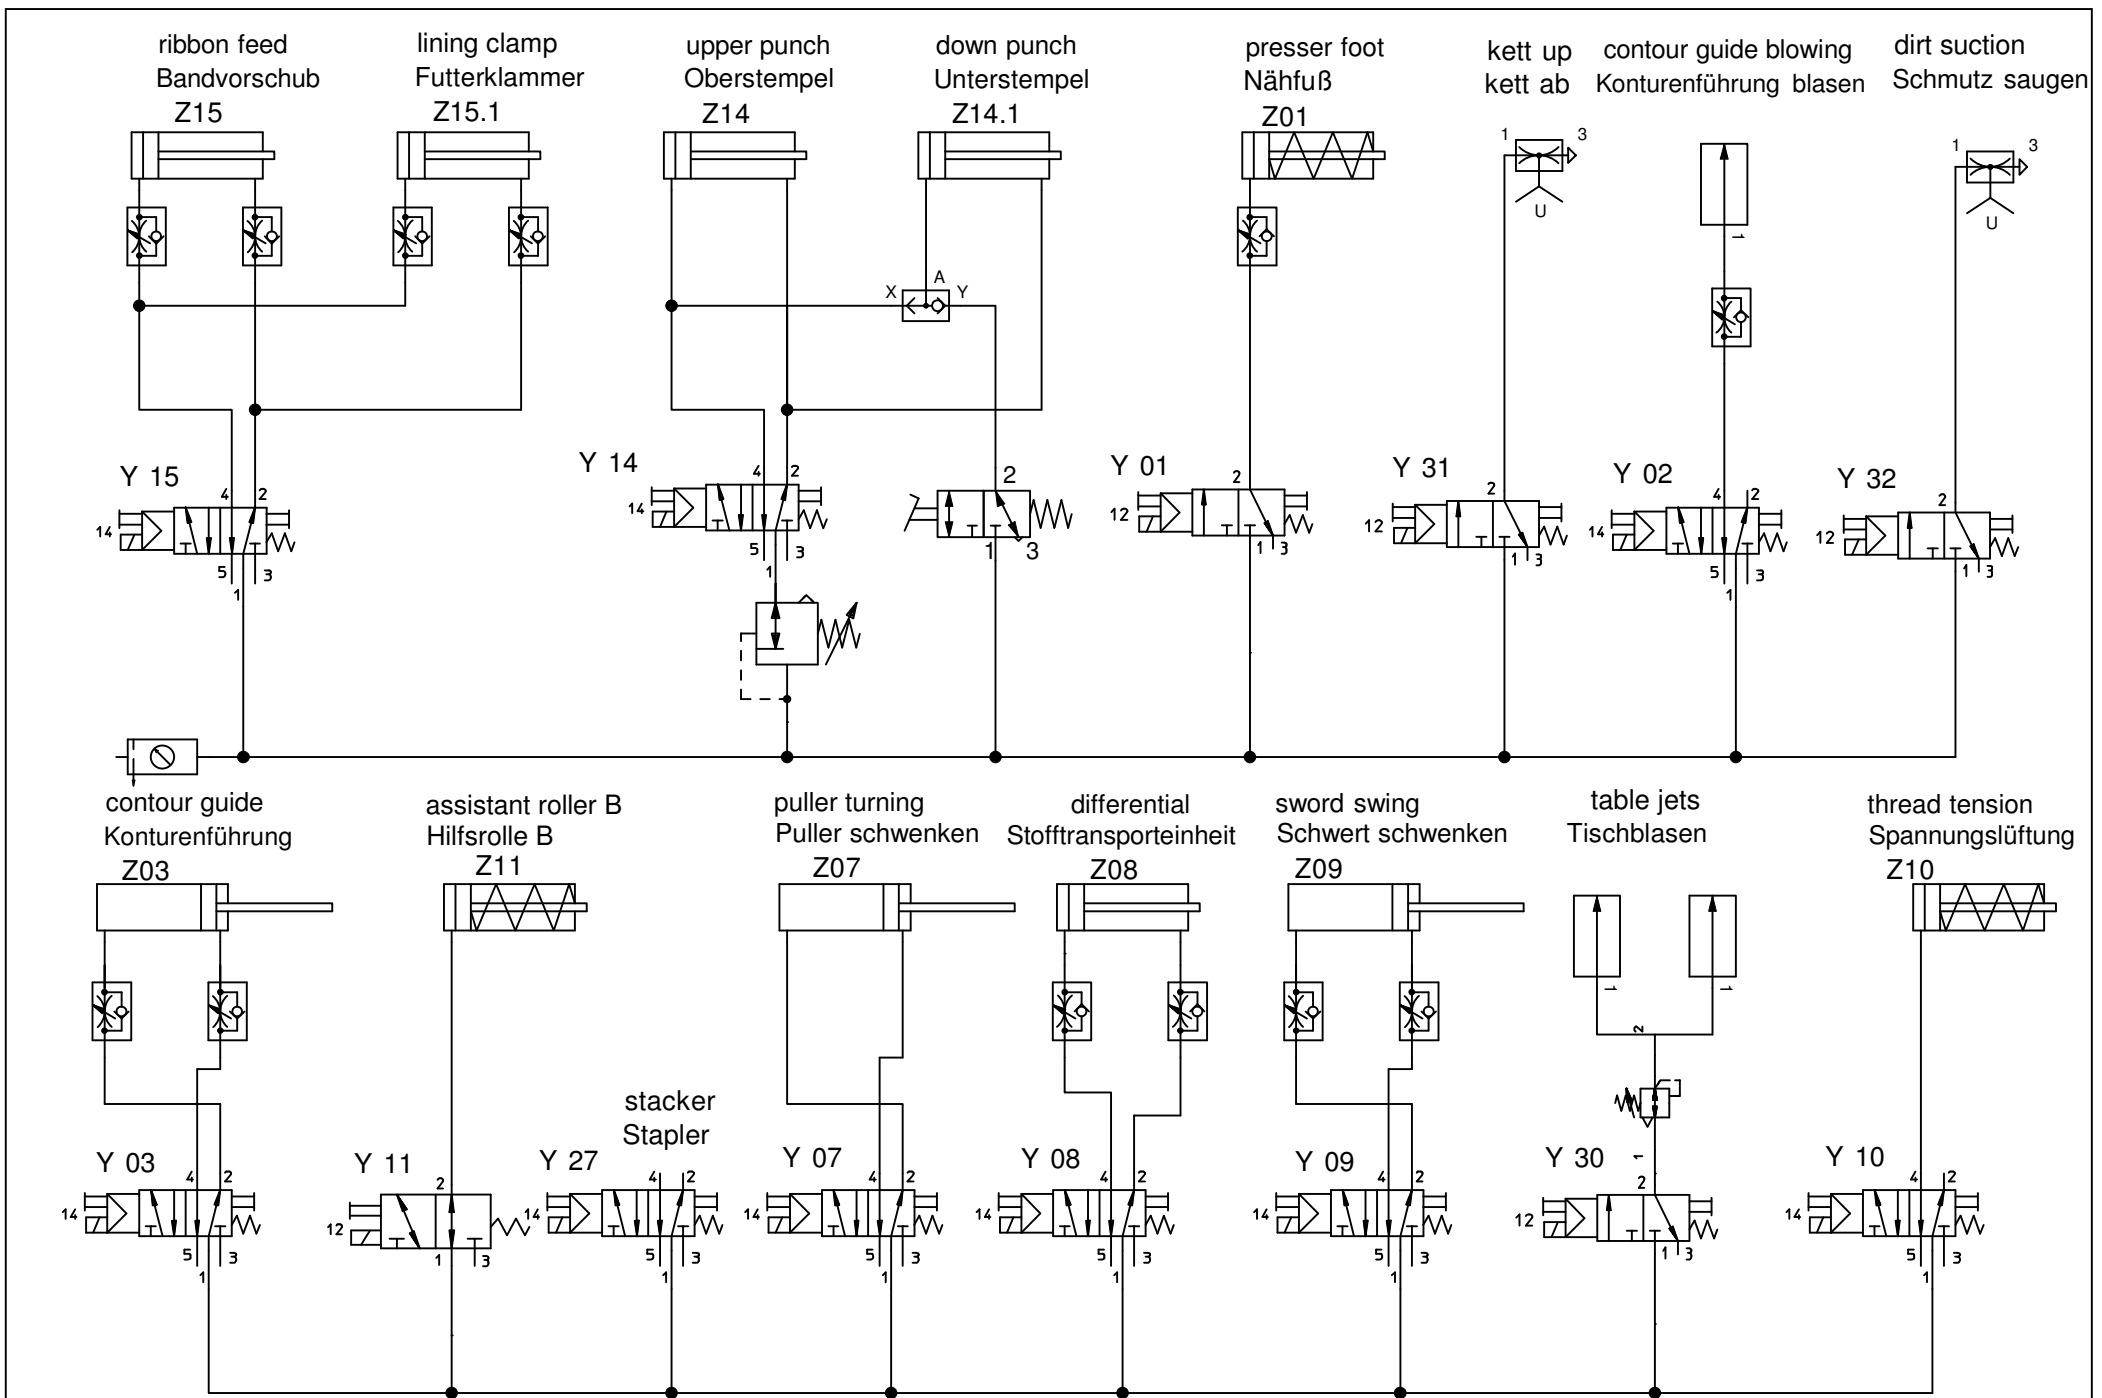 ribbon feed
Bandvorschub
Z15
lining clamp
Futterklammer
Z15.1
upper punch
Oberstempel
Z14
down punch
Unterstempel
Z14.1
presser foot
Nähfuß
Z01
kett up
kett ab
contour guide blowing
Konturenführung blasen
dirt suction
Schmutz saugen
1 3
U
1
1 3
U
X A Y
Y 15
14
4 2
5 3
1
Y 14
14
4 2
5 3
1
2
1 3
Y 01
12
2
1 3
Y 31
12
2
1 3
Y 02
14
4 2
5 3
1
Y 32
12
2
1 3
contour guide
Konturenführung
Z03
assistant roller B
Hilfsrolle B
Z11
puller turning
Puller schwenken
Z07
differential
Stofftransporteinheit
Z08
sword swing
Schwert schwenken
Z09
table jets
Tischblasen
thread tension
Spannungslüftung
Z10
1 1
2
1
stacker
Stapler
Y 03
14
4 2
5 3
1
Y 11
12
2
1 3
Y 27
14
4 2
5 3
1
Y 07
14
4 2
5 3
1
Y 08
14
4 2
5 3
1
Y 09
14
4 2
5 3
1
Y 30
12
2
1 3
Y 10
14
4 2
5 3
1